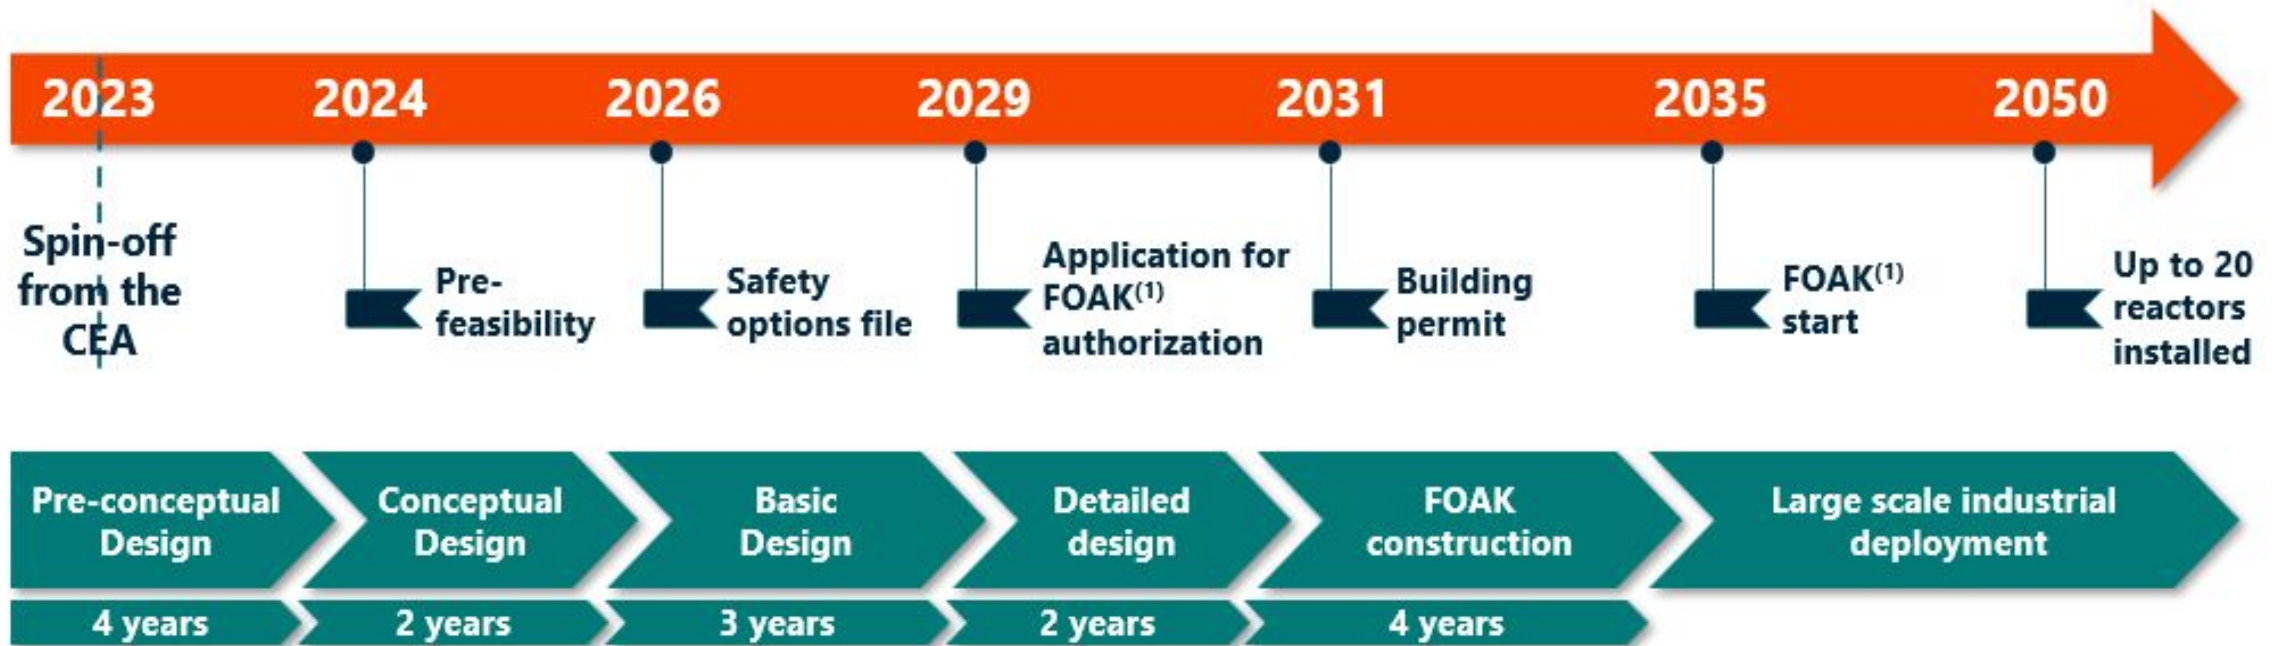 2023 2024 2026 2029 2031 2035 2050
Spin-off
from the
CEA
Pre-
feasibility
Safety
options file
Application for
FOAK(1)
authorization
Building
permit
FOAK(1)
start
Up to 20
reactors
installed
Pre-conceptual
Design
Conceptual
Design
Basic
Design
Detailed
design
FOAK
construction
Large scale industrial
deployment
4 years 2 years 3 years 2 years 4 years